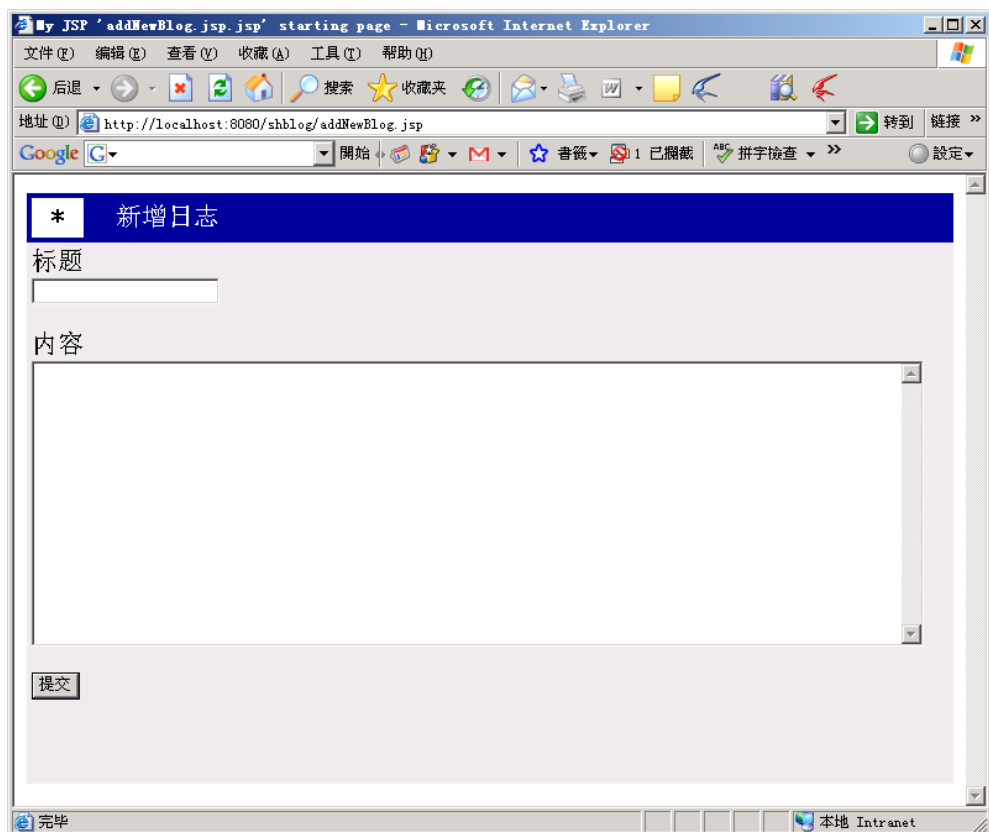 My JSP 'addNewBlog.jsp.jsp' starting page - Microsoft Internet Explorer
文件(F) 编辑(E) 查看(V) 收藏(A) 工具(T) 帮助(H)
后退 搜索 收藏夹
地址(D) http://localhost:8080/shblog/addNewBlog.jsp 转到 链接 »
Google G 開始 書籤 1 已攔截 ABC 拼字檢查 » 設定
* 新增日志
标题
内容
提交
完毕 本地 Intranet